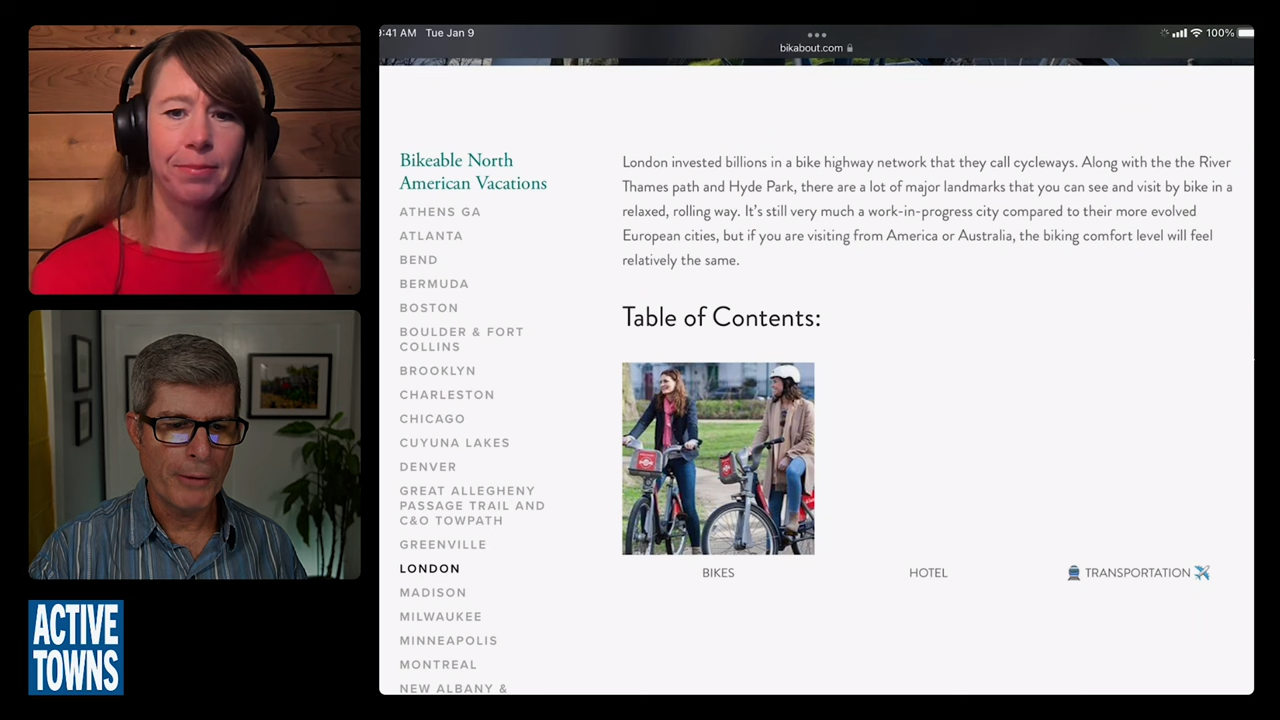 :41 AM Tue Jan 9
100%
bikabout.com
Bikeable North
American Vacations
ATHENS GA
ATLANTA
BEND
BERMUDA
BOSTON
BOULDER & FORT
COLLINS
BROOKLYN
CHARLESTON
CHICAGO
CUYUNA LAKES
DENVER
GREAT ALLEGHENY
PASSAGE TRAIL AND
C&O TOWPATH
GREENVILLE
LONDON
MADISON
MILWAUKEE
MINNEAPOLIS
MONTREAL
NEW ALBANY &
London invested billions in a bike highway network that they call cycleways. Along with the the River
Thames path and Hyde Park, there are a lot of major landmarks that you can see and visit by bike in a
relaxed, rolling way. It’s still very much a work-in-progress city compared to their more evolved
European cities, but if you are visiting from America or Australia, the biking comfort level will feel
relatively the same.
Table of Contents:
BIKES
HOTEL
🚆 TRANSPORTATION ✈️
ACTIVE
TOWNS